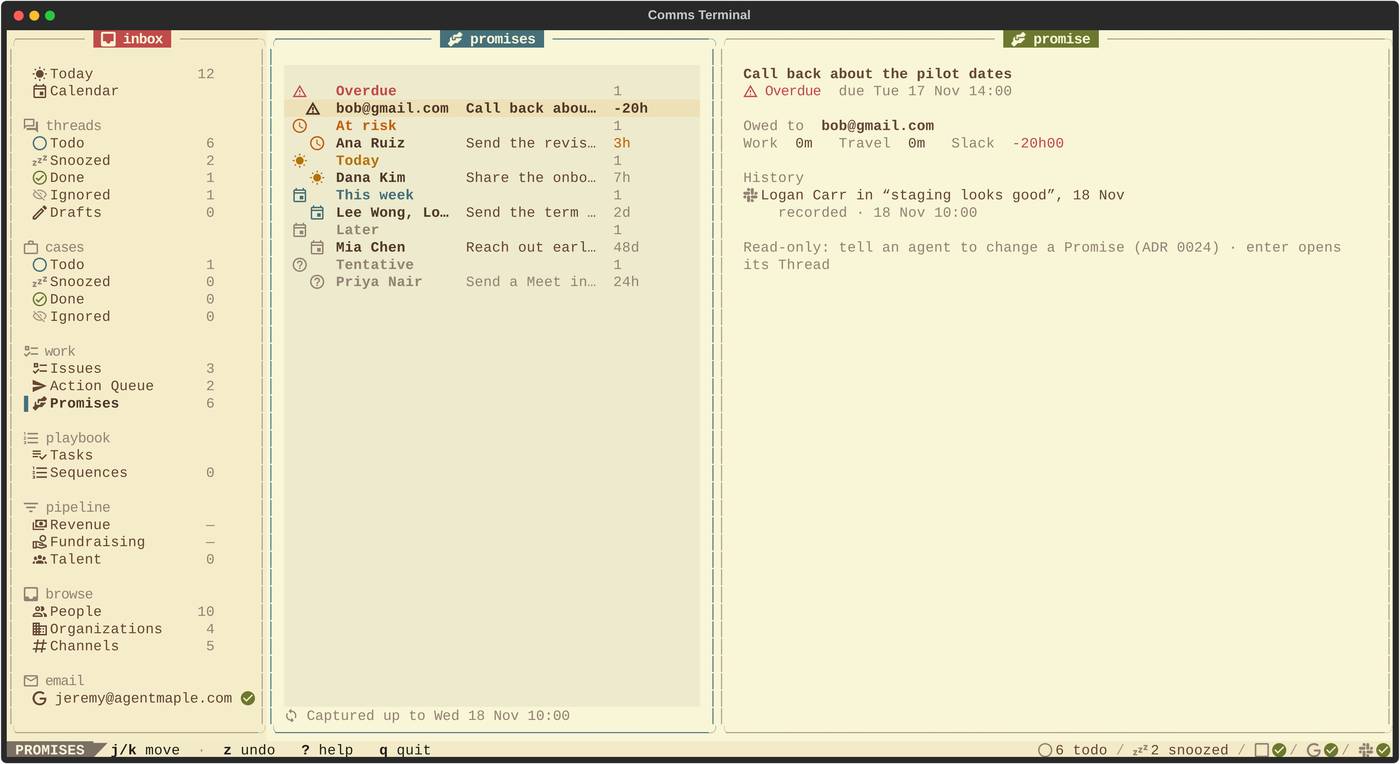 Comms Terminal
inbox
Today 12
Calendar
threads
Todo 6
Snoozed 2
Done 1
Ignored 1
Drafts 0
cases
Todo 1
Snoozed 0
Done 0
Ignored 0
work
Issues 3
Action Queue 2
Promises 6
playbook
Tasks
Sequences 0
pipeline
Revenue —
Fundraising —
Talent 0
browse
People 10
Organizations 4
Channels 5
email
jeremy@agentmaple.com
promises
Overdue 1
bob@gmail.com Call back abou… -20h
At risk 1
Ana Ruiz Send the revis… 3h
Today 1
Dana Kim Share the onbo… 7h
This week 1
Lee Wong, Lo… Send the term … 2d
Later 1
Mia Chen Reach out earl… 48d
Tentative 1
Priya Nair Send a Meet in… 24h
Captured up to Wed 18 Nov 10:00
promise
Call back about the pilot dates
Overdue due Tue 17 Nov 14:00
Owed to bob@gmail.com
Work 0m Travel 0m Slack -20h00
History
Logan Carr in “staging looks good”, 18 Nov
recorded · 18 Nov 10:00
Read-only: tell an agent to change a Promise (ADR 0024) · enter opens
its Thread
PROMISES j/k move · z undo ? help q quit
6 todo / 2 snoozed / / /